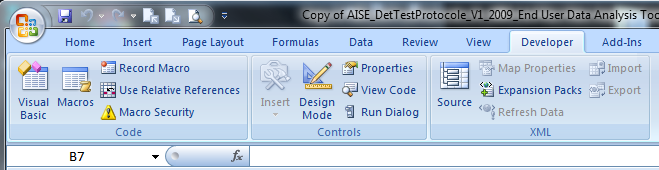 Copy of AISE_DetTestProtocole_V1_2009_End User Data Analysis Too
Home Insert Page Layout Formulas Data Review View Developer Add-Ins
Visual Basic
Macros
Record Macro
Use Relative References
Macro Security
Code
Insert
Design Mode
Properties
View Code
Run Dialog
Controls
Source
Map Properties
Expansion Packs
Refresh Data
Import
Export
XML
B7
fx